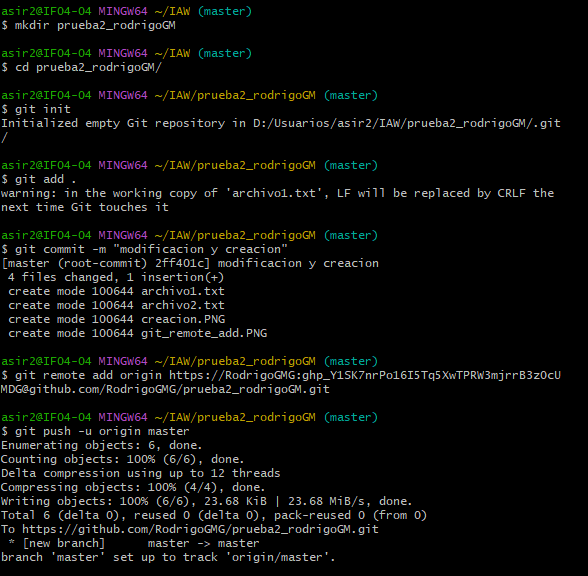 asir2@IFO4-04 MINGW64 ~/IAW (master)
$ mkdir prueba2_rodrigoGM
asir2@IFO4-04 MINGW64 ~/IAW (master)
$ cd prueba2_rodrigoGM/
asir2@IFO4-04 MINGW64 ~/IAW/prueba2_rodrigoGM (master)
$ git init
Initialized empty Git repository in D:/Usuarios/asir2/IAW/prueba2_rodrigoGM/.git
/
asir2@IFO4-04 MINGW64 ~/IAW/prueba2_rodrigoGM (master)
$ git add .
warning: in the working copy of 'archivo1.txt', LF will be replaced by CRLF the
next time Git touches it
asir2@IFO4-04 MINGW64 ~/IAW/prueba2_rodrigoGM (master)
$ git commit -m "modificacion y creacion"
[master (root-commit) 2ff401c] modificacion y creacion
 4 files changed, 1 insertion(+)
 create mode 100644 archivo1.txt
 create mode 100644 archivo2.txt
 create mode 100644 creacion.PNG
 create mode 100644 git_remote_add.PNG
asir2@IFO4-04 MINGW64 ~/IAW/prueba2_rodrigoGM (master)
$ git remote add origin https://RodrigoGMG:
@github.com/RodrigoGMG/prueba2_rodrigoGM.git
asir2@IFO4-04 MINGW64 ~/IAW/prueba2_rodrigoGM (master)
$ git push -u origin master
Enumerating objects: 6, done.
Counting objects: 100% (6/6), done.
Delta compression using up to 12 threads
Compressing objects: 100% (4/4), done.
Writing objects: 100% (6/6), 23.68 KiB | 23.68 MiB/s, done.
Total 6 (delta 0), reused 0 (delta 0), pack-reused 0 (from 0)
To https://github.com/RodrigoGMG/prueba2_rodrigoGM.git
 * [new branch]      master -> master
branch 'master' set up to track 'origin/master'.